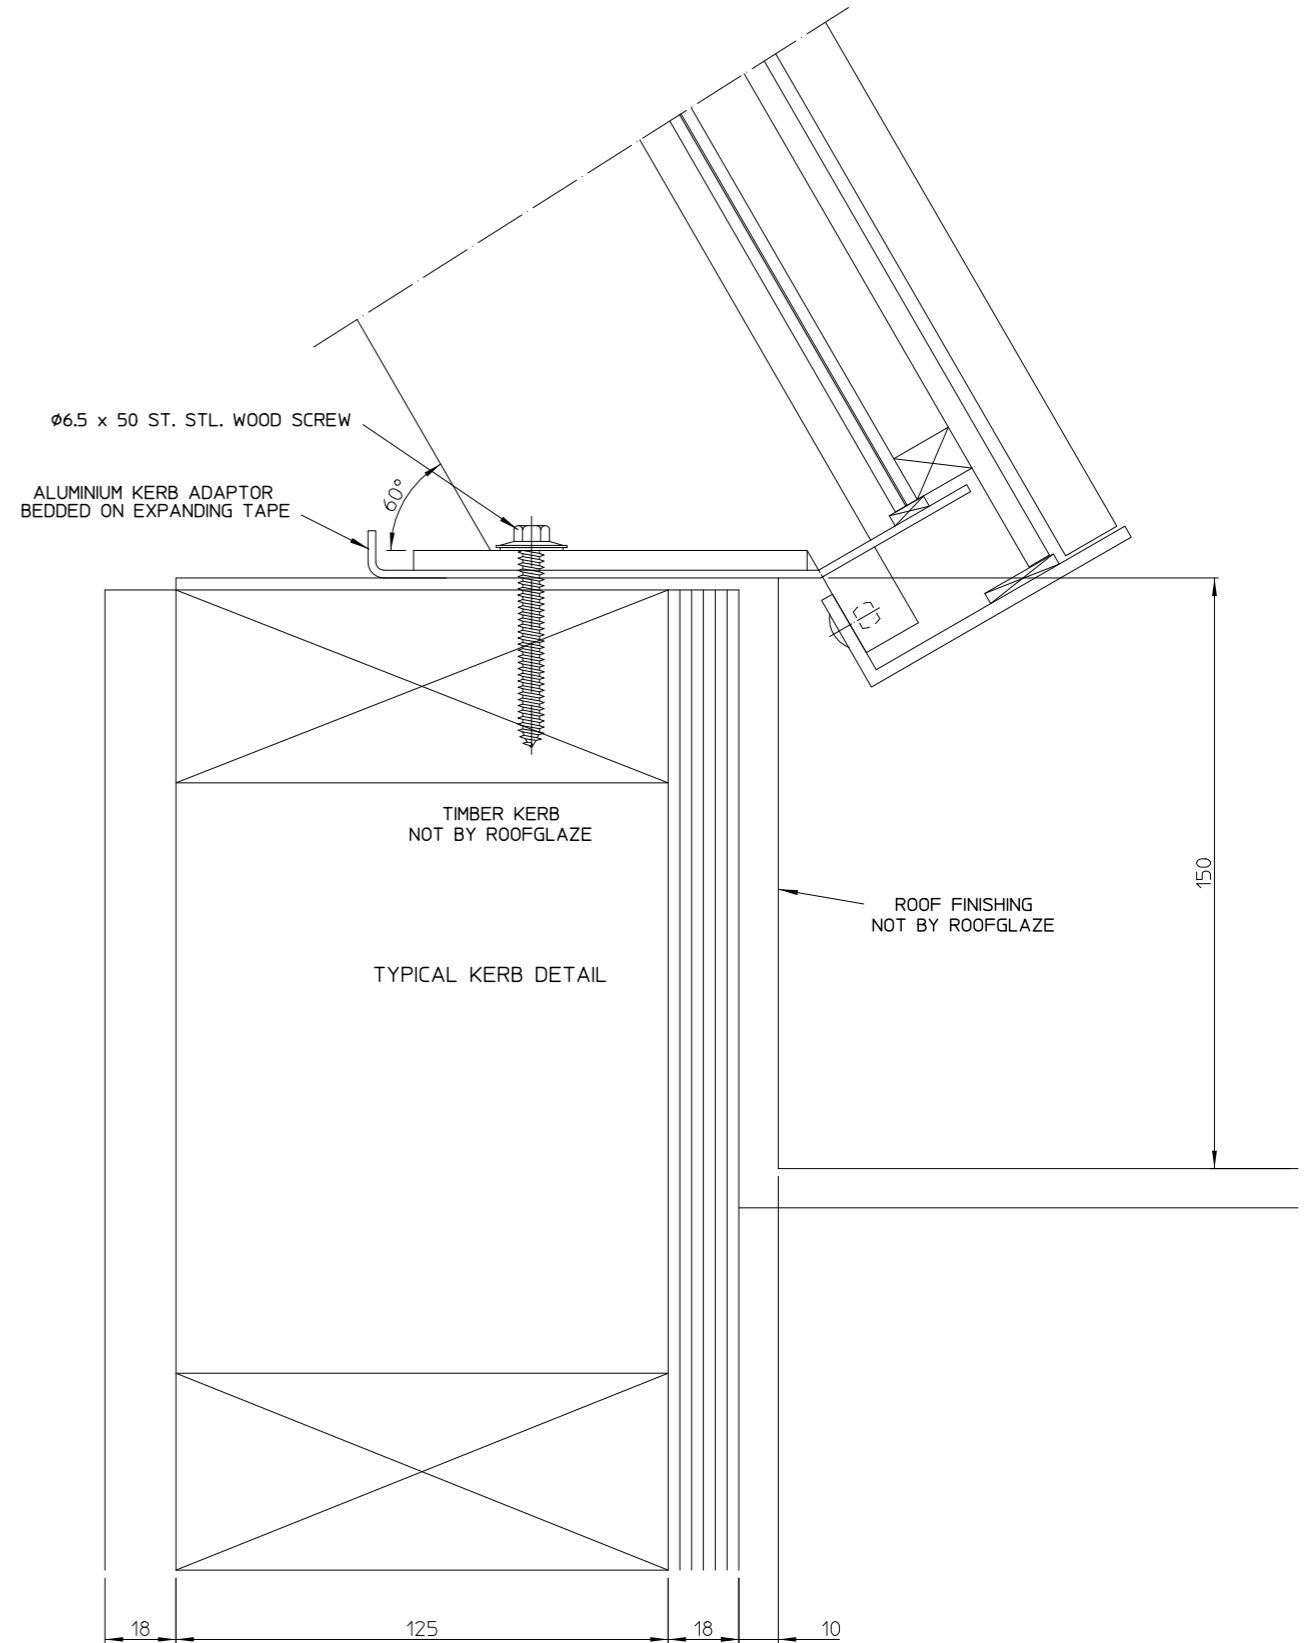 Ø6.5 x 50 ST. STL. WOOD SCREW
60°
ALUMINIUM KERB ADAPTOR
BEDDED ON EXPANDING TAPE
TIMBER KERB
NOT BY ROOFGLAZE
150
ROOF FINISHING
NOT BY ROOFGLAZE
TYPICAL KERB DETAIL
18
125
18
10